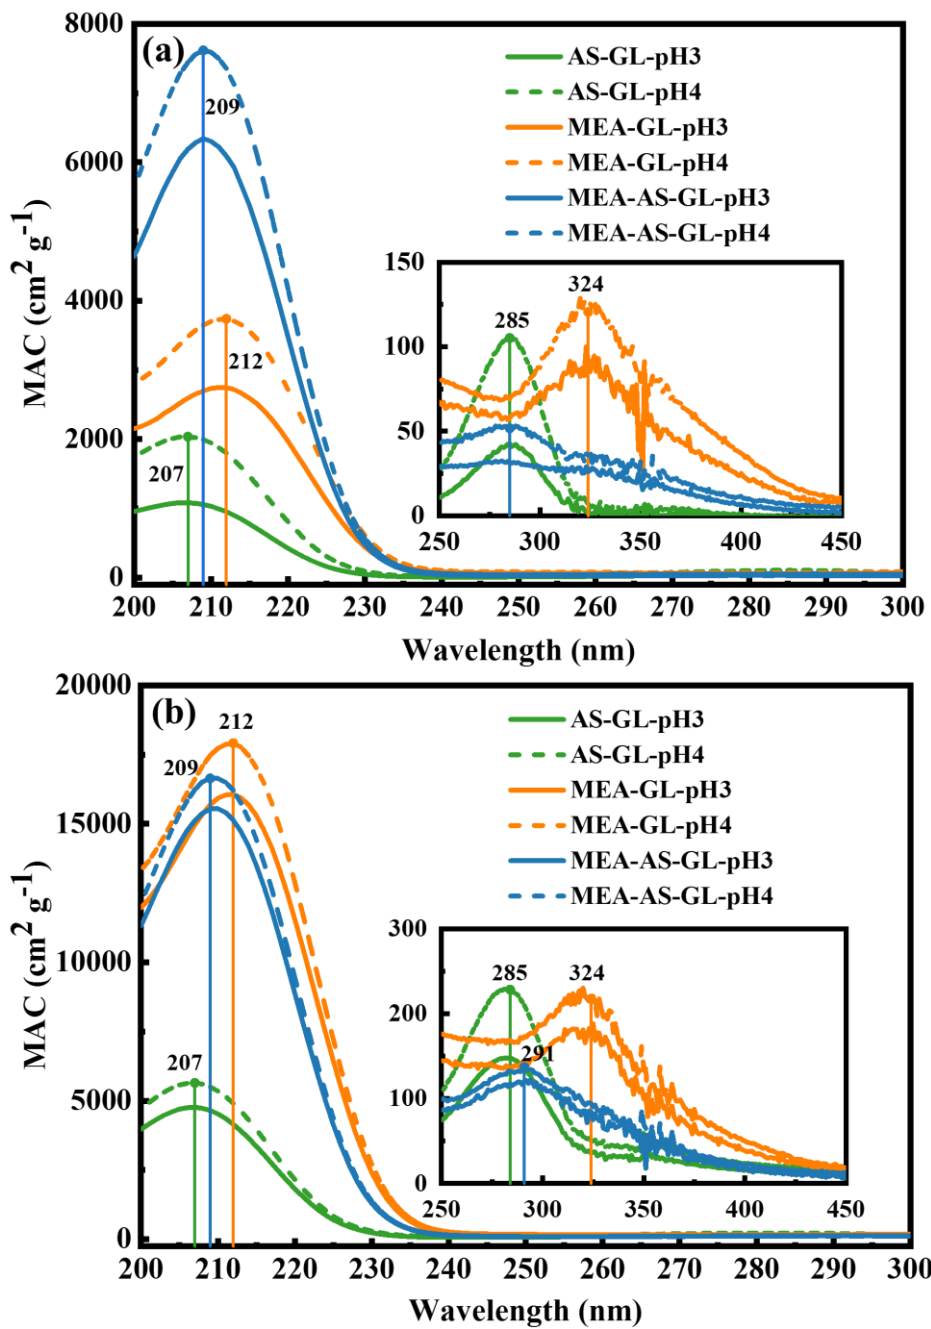 (a)
8000
6000
4000
2000
0
MAC (cm² g⁻¹)
AS-GL-pH3
AS-GL-pH4
MEA-GL-pH3
MEA-GL-pH4
MEA-AS-GL-pH3
MEA-AS-GL-pH4
209
212
207
150
100
50
0
285
324
250 300 350 400 450
200 210 220 230 240 250 260 270 280 290 300
Wavelength (nm)
(b)
20000
15000
10000
5000
0
MAC (cm² g⁻¹)
AS-GL-pH3
AS-GL-pH4
MEA-GL-pH3
MEA-GL-pH4
MEA-AS-GL-pH3
MEA-AS-GL-pH4
212
209
207
300
200
100
0
285
324
291
250 300 350 400 450
200 210 220 230 240 250 260 270 280 290 300
Wavelength (nm)